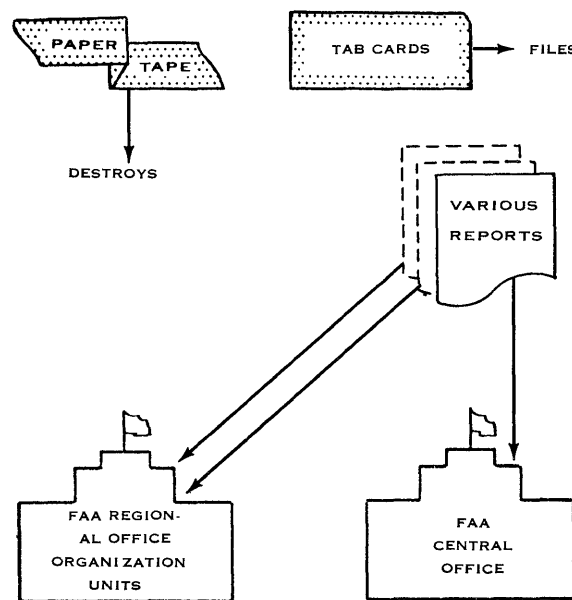 PAPER
TAPE
TAB CARDS
FILES
DESTROYS
VARIOUS
REPORTS
FAA REGION-
AL OFFICE
ORGANIZATION
UNITS
FAA
CENTRAL
OFFICE